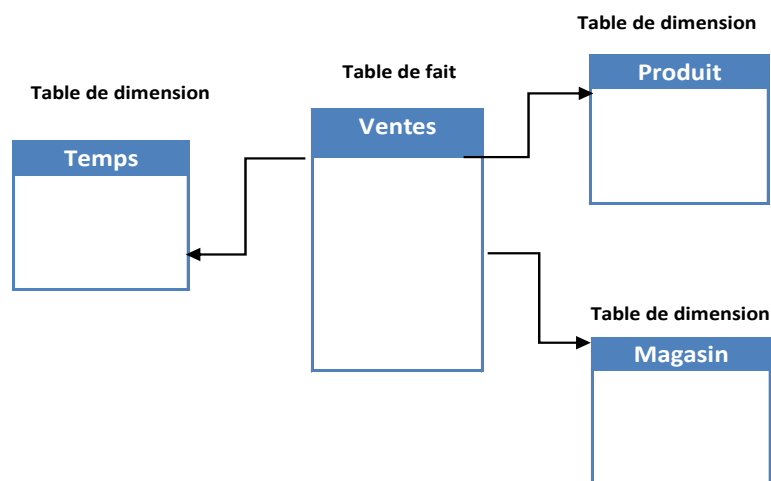 Table de dimension
Produit
Table de fait
Ventes
Table de dimension
Temps
Table de dimension
Magasin